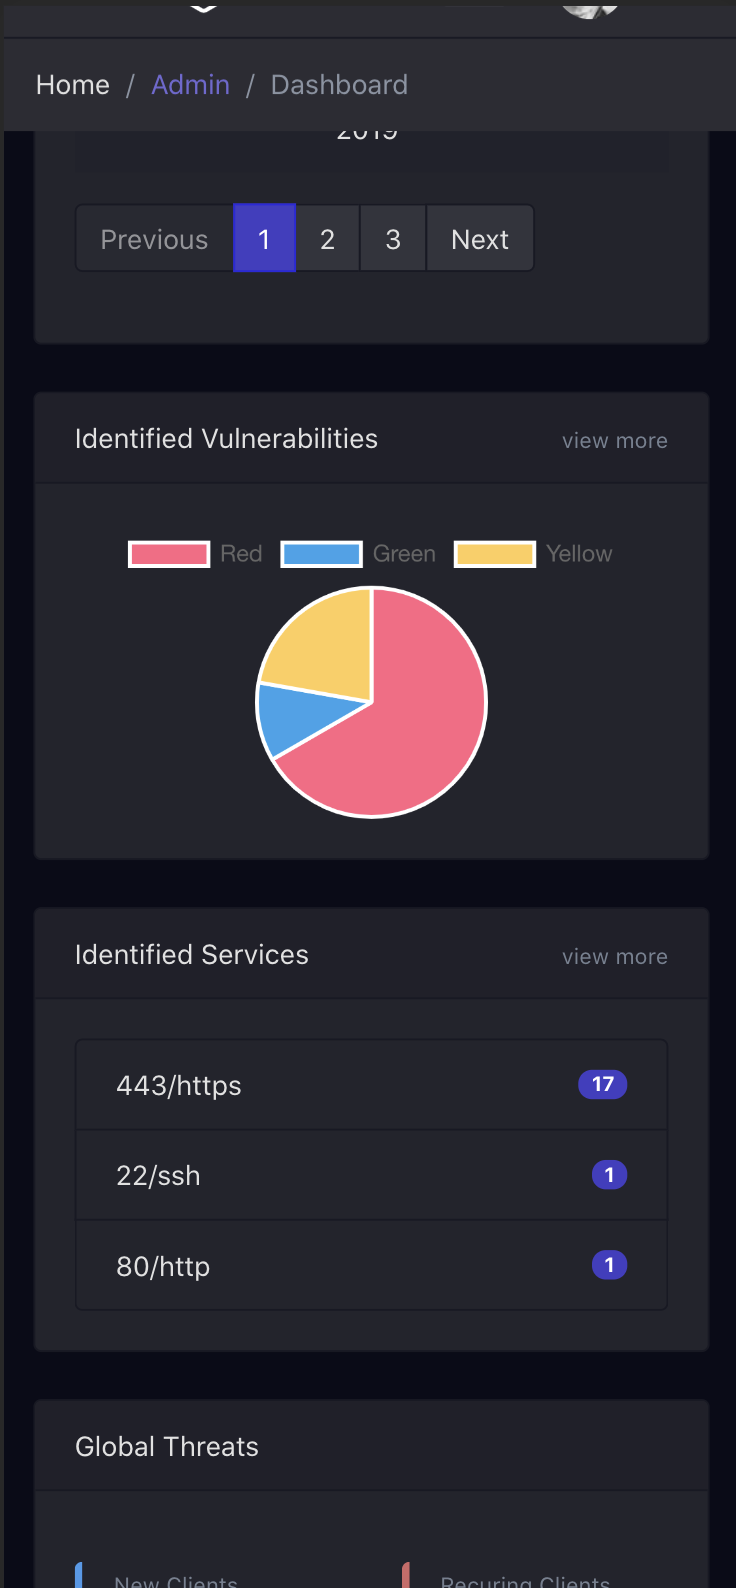 Home / Admin / Dashboard
2019
Previous 1 2 3 Next
Identified Vulnerabilities view more
Red Green Yellow
Identified Services view more
443/https 17
22/ssh 1
80/http 1
Global Threats
New Clients Recuring Clients